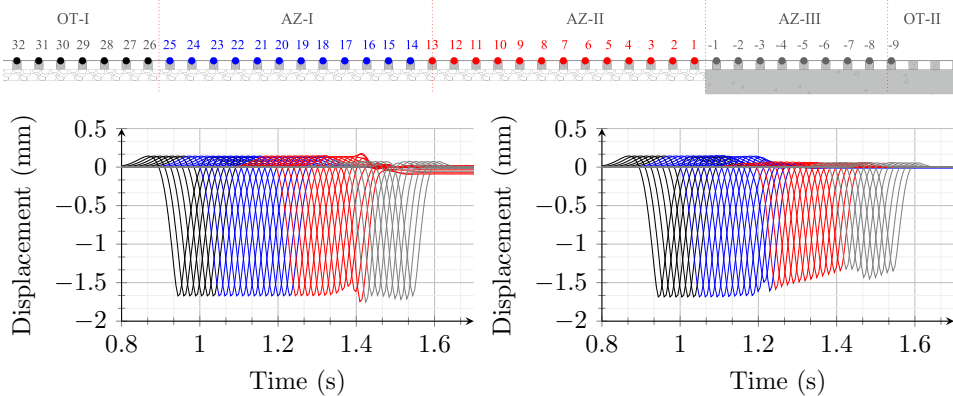 OT-I AZ-I AZ-II AZ-III OT-II
32 31 30 29 28 27 26 25 24 23 22 21 20 19 18 17 16 15 14 13 12 11 10 9 8 7 6 5 4 3 2 1 -1 -2 -3 -4 -5 -6 -7 -8 -9
Displacement (mm)
0.5
0
−0.5
−1
−1.5
−2
0.8 1 1.2 1.4 1.6
Time (s)
Displacement (mm)
0.5
0
−0.5
−1
−1.5
−2
0.8 1 1.2 1.4 1.6
Time (s)